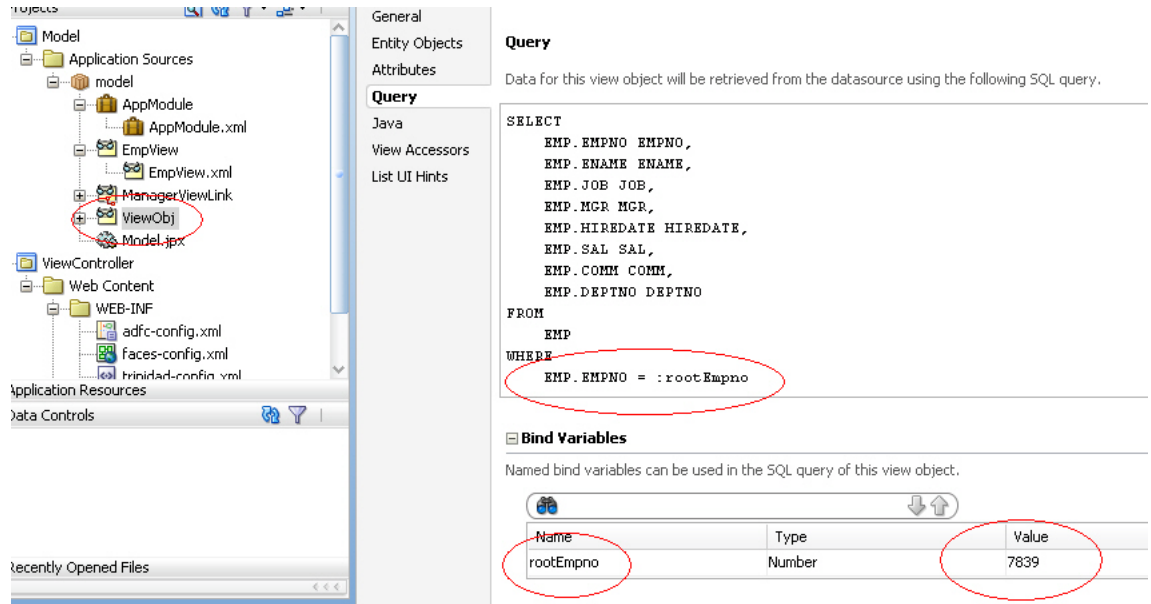 Projects
Model
Application Sources
model
AppModule
AppModule.xml
EmpView
EmpView.xml
ManagerViewLink
ViewObj
Model.jpx
ViewController
Web Content
WEB-INF
adfc-config.xml
faces-config.xml
trinidad-config.xml
Application Resources
Data Controls
Recently Opened Files
General
Entity Objects
Attributes
Query
Java
View Accessors
List UI Hints
Query
Data for this view object will be retrieved from the datasource using the following SQL query.
SELECT
EMP.EMPNO EMPNO,
EMP.ENAME ENAME,
EMP.JOB JOB,
EMP.MGR MGR,
EMP.HIREDATE HIREDATE,
EMP.SAL SAL,
EMP.COMM COMM,
EMP.DEPTNO DEPTNO
FROM
EMP
WHERE
EMP.EMPNO = :rootEmpno
Bind Variables
Named bind variables can be used in the SQL query of this view object.
Name Type Value
rootEmpno Number 7839